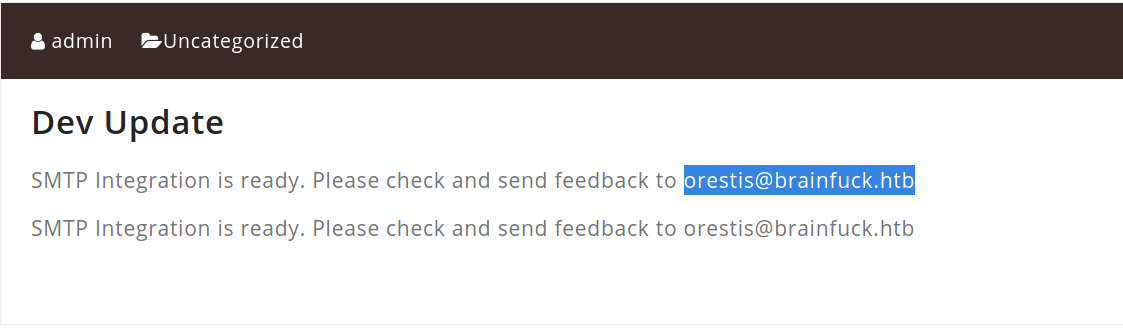 admin Uncategorized
Dev Update
SMTP Integration is ready. Please check and send feedback to orestis@brainfuck.htb
SMTP Integration is ready. Please check and send feedback to orestis@brainfuck.htb